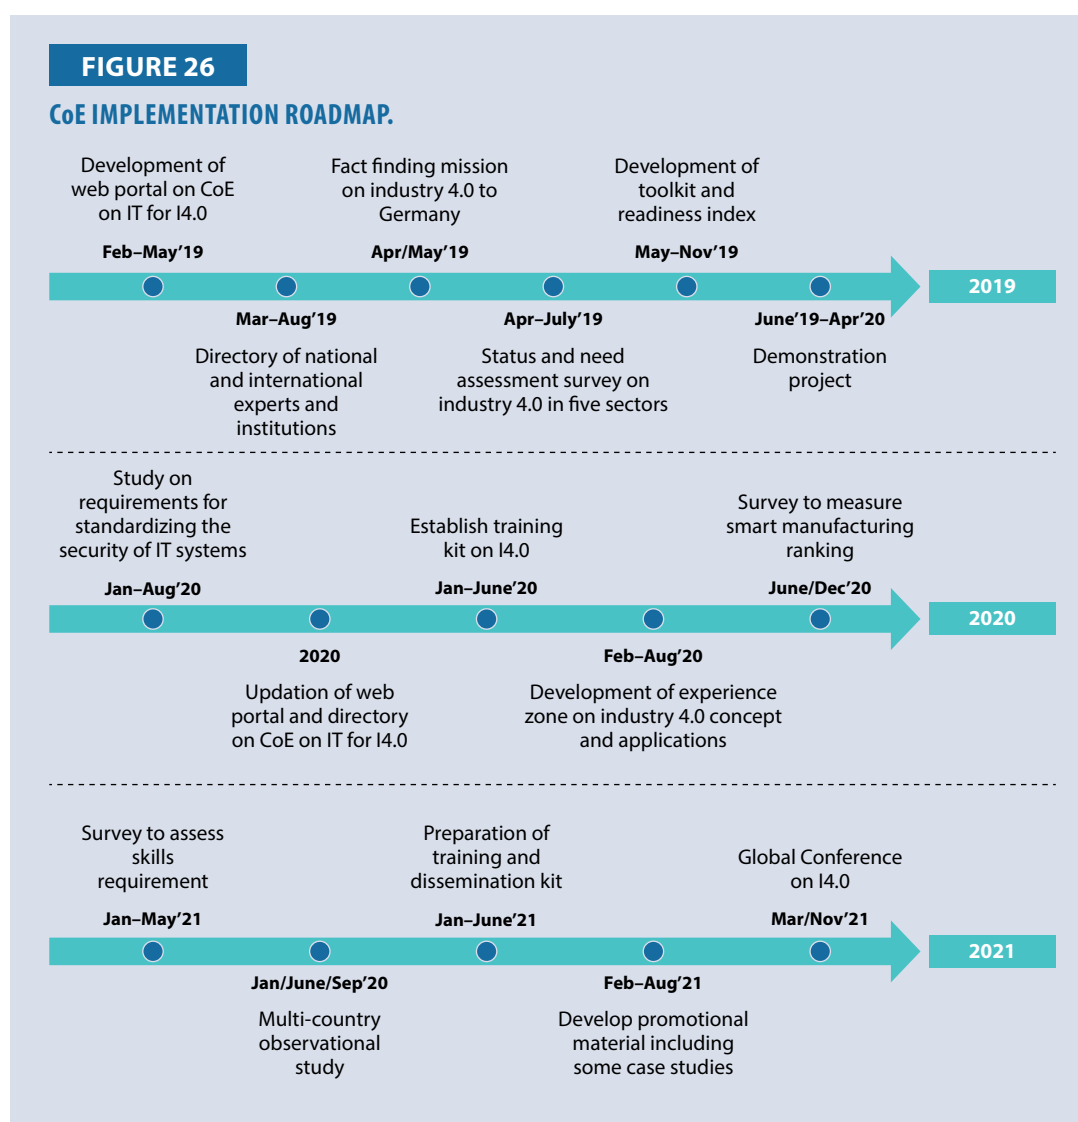 FIGURE 26
CoE IMPLEMENTATION ROADMAP.
Development of
web portal on CoE
on IT for I4.0
Feb–May’19
Fact finding mission
on industry 4.0 to
Germany
Apr/May’19
Development of
toolkit and
readiness index
May–Nov’19
2019
Mar–Aug’19
Directory of national
and international
experts and
institutions
Apr–July’19
Status and need
assessment survey on
industry 4.0 in five sectors
June’19–Apr’20
Demonstration
project
Study on
requirements for
standardizing the
security of IT systems
Jan–Aug’20
Establish training
kit on I4.0
Jan–June’20
Survey to measure
smart manufacturing
ranking
June/Dec’20
2020
2020
Updation of web
portal and directory
on CoE on IT for I4.0
Feb–Aug’20
Development of experience
zone on industry 4.0 concept
and applications
Survey to assess
skills
requirement
Jan–May’21
Preparation of
training and
dissemination kit
Jan–June’21
Global Conference
on I4.0
Mar/Nov’21
2021
Jan/June/Sep’20
Multi-country
observational
study
Feb–Aug’21
Develop promotional
material including
some case studies